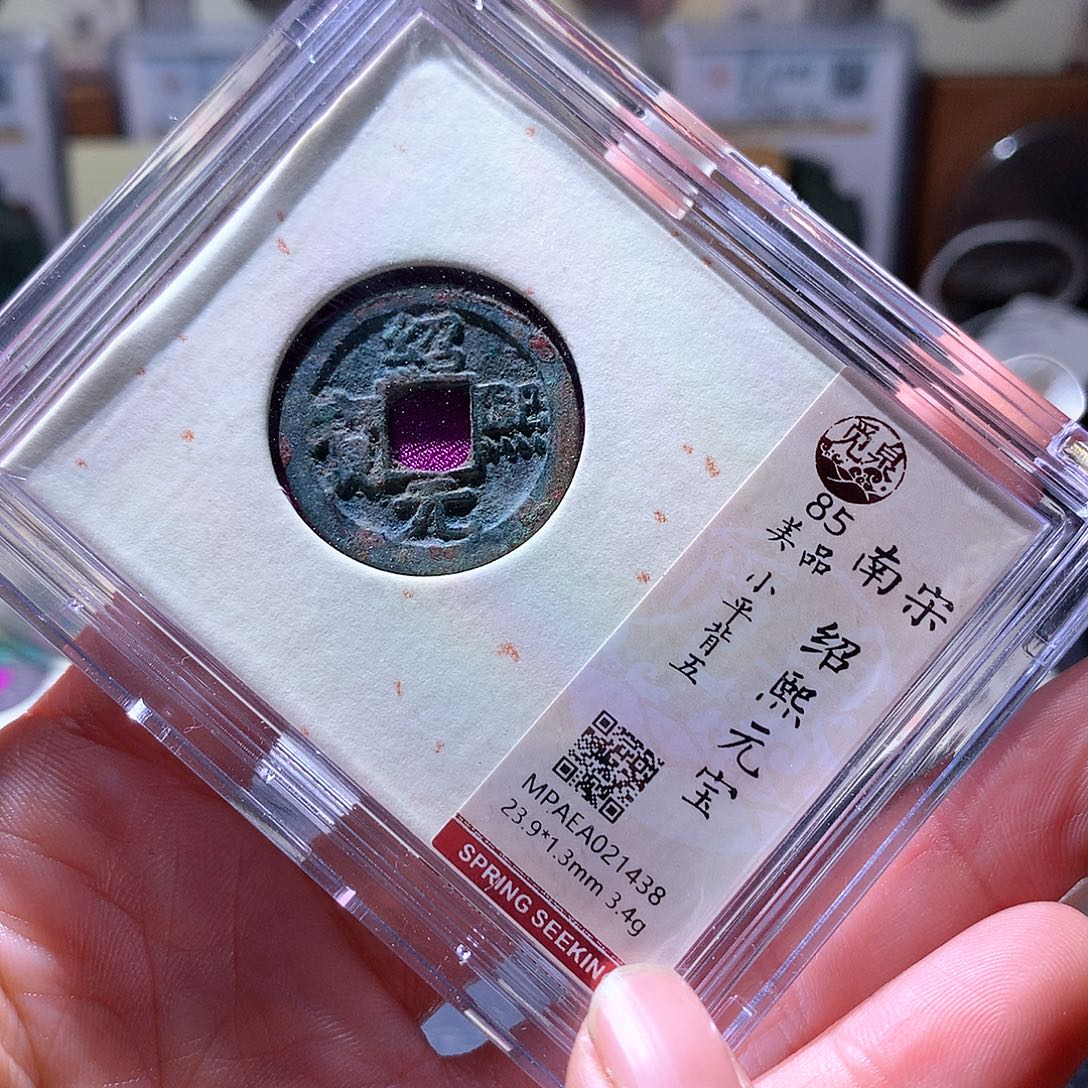 绍熙元宝
觅泉
85
美品
南宋
绍熙元宝
小平背五
MPAEA021438
23.9*1.3mm 3.4g
SPRING SEEKIN